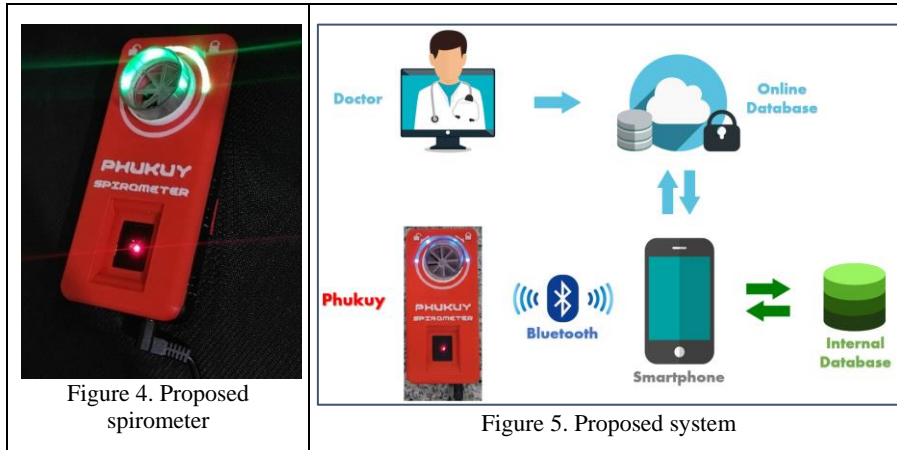 PHUKUY
SPIROMETER
Figure 4. Proposed
spirometer
Doctor
Online
Database
Phukuy
PHUKUY
SPIROMETER
Bluetooth
Smartphone
Internal
Database
Figure 5. Proposed system